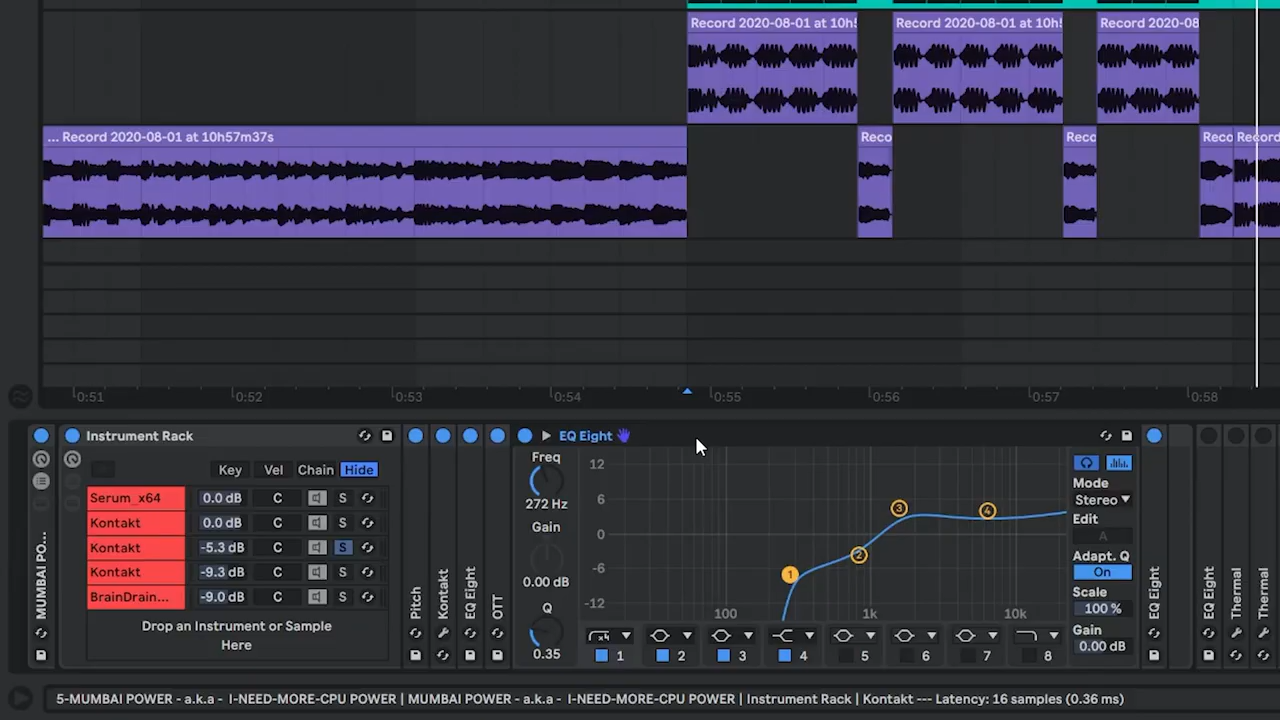 Record 2020-08-01 at 10h5
Record 2020-08-01 at 10h5
Record 2020-08
... Record 2020-08-01 at 10h57m37s
Reco
Reco
Reco
Record
0:51
0:52
0:53
0:54
0:55
0:56
0:57
0:58
MUMBAI PO...
Instrument Rack
Key
Vel
Chain
Hide
Serum_x64 0.0 dB C S
Kontakt 0.0 dB C S
Kontakt -5.3 dB C S
Kontakt -9.3 dB C S
BrainDrain... -9.0 dB C S
Drop an Instrument or Sample
Here
Pitch
Kontakt
EQ Eight
OTT
EQ Eight
Freq
272 Hz
Gain
0.00 dB
Q
0.35
12
6
0
-6
-12
100
1k
10k
1
2
3
4
x4
1
2
3
4
5
6
7
8
Mode
Stereo
Edit
A
Adapt. Q
On
Scale
100 %
Gain
0.00 dB
EQ Eight
EQ Eight
Thermal
Thermal
5-MUMBAI POWER - a.k.a - I-NEED-MORE-CPU POWER | MUMBAI POWER - a.k.a - I-NEED-MORE-CPU POWER | Instrument Rack | Kontakt --- Latency: 16 samples (0.36 ms)